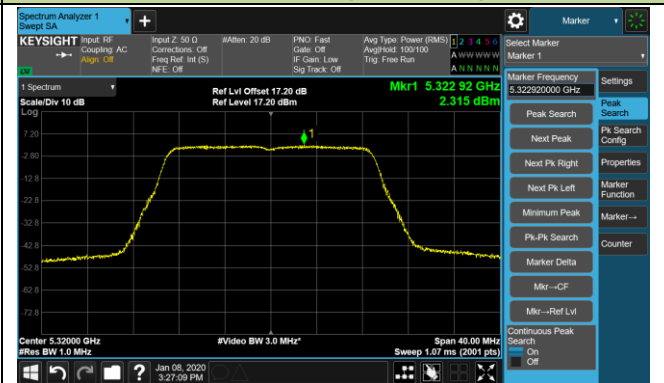 Spectrum Analyzer 1
Swept SA
Marker
KEYSIGHT
Input: RF
Coupling: AC
Align: Off
Input Z: 50 Ω
Corrections: Off
Freq Ref: Int (S)
NFE: Off
#Atten: 20 dB
PNO: Fast
Gate: Off
IF Gain: Low
Sig Track: Off
Avg Type: Power (RMS)
Avg|Hold: 100/100
Trig: Free Run
1 2 3 4 5 6
A W W W W W
A N N N N N
LV
Select Marker
Marker 1
1 Spectrum
Scale/Div 10 dB
Log
Ref Lvl Offset 17.20 dB
Ref Level 17.20 dBm
Mkr1 5.322 92 GHz
2.315 dBm
1
7.20
-2.80
-12.8
-22.8
-32.8
-42.8
-52.8
-62.8
-72.8
Center 5.32000 GHz
#Res BW 1.0 MHz
#Video BW 3.0 MHz*
Span 40.00 MHz
Sweep 1.07 ms (2001 pts)
Marker Frequency
5.322920000 GHz
Peak Search
Next Peak
Next Pk Right
Next Pk Left
Minimum Peak
Pk-Pk Search
Marker Delta
Mkr→CF
Mkr→Ref Lvl
Continuous Peak
Search
On
Off
Settings
Peak
Search
Pk Search
Config
Properties
Marker
Function
Marker→
Counter
?
Jan 08, 2020
3:27:09 PM